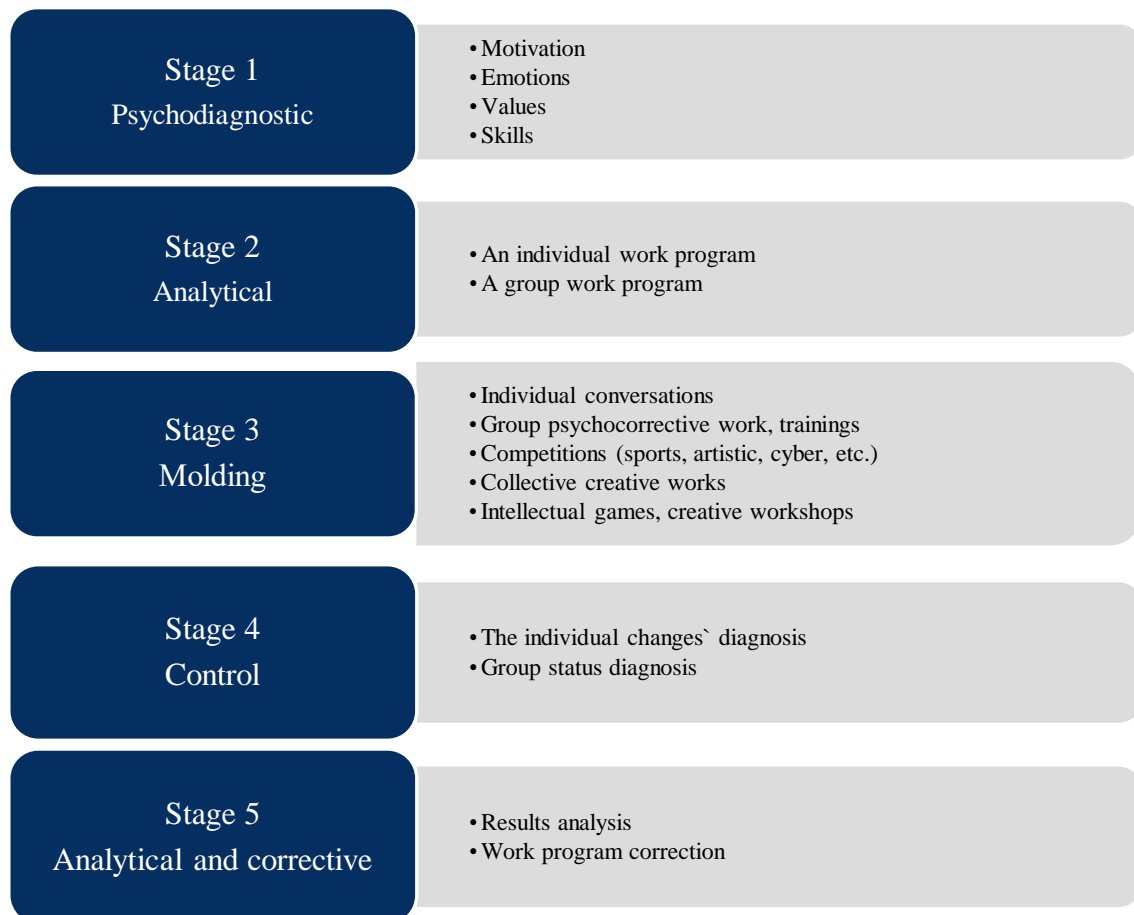 Stage 1
Psychodiagnostic
• Motivation
• Emotions
• Values
• Skills
Stage 2
Analytical
• An individual work program
• A group work program
Stage 3
Molding
• Individual conversations
• Group psychocorrective work, trainings
• Competitions (sports, artistic, cyber, etc.)
• Collective creative works
• Intellectual games, creative workshops
Stage 4
Control
• The individual changes` diagnosis
• Group status diagnosis
Stage 5
Analytical and corrective
• Results analysis
• Work program correction